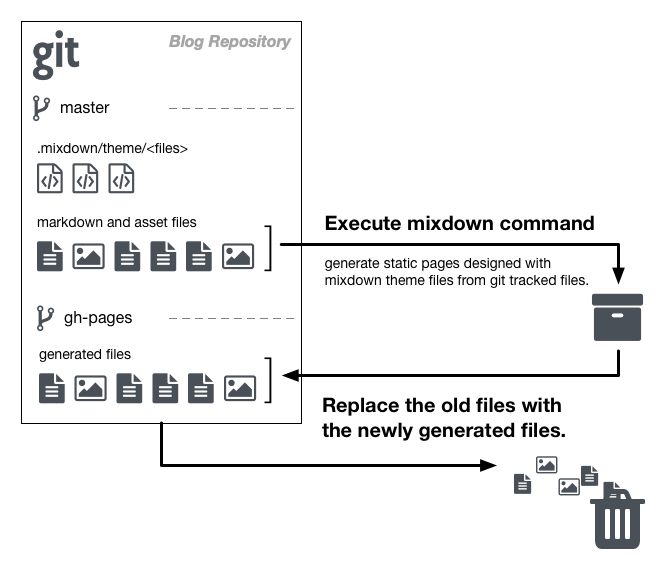 git
Blog Repository
master
.mixdown/theme/<files>
markdown and asset files
Execute mixdown command
generate static pages designed with
mixdown theme files from git tracked files.
gh-pages
generated files
Replace the old files with
the newly generated files.